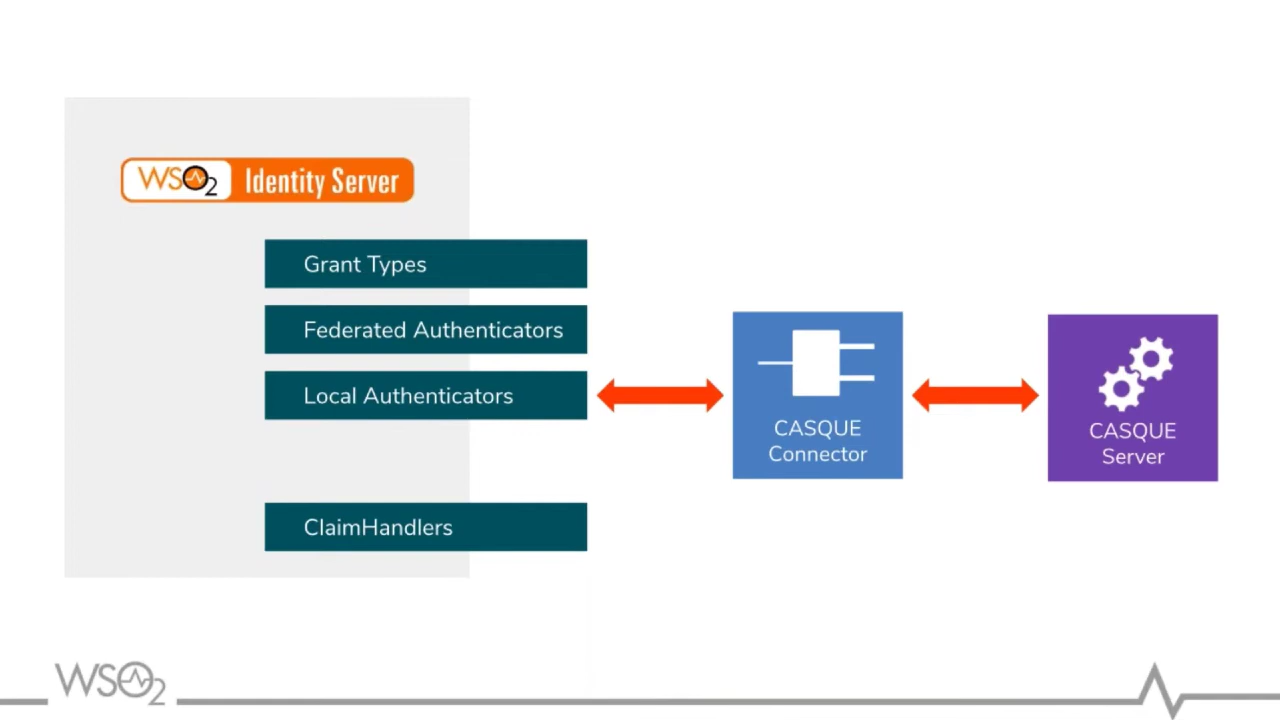 WSO2 Identity Server
Grant Types
Federated Authenticators
Local Authenticators
ClaimHandlers
CASQUE
Connector
CASQUE
Server
WSO2